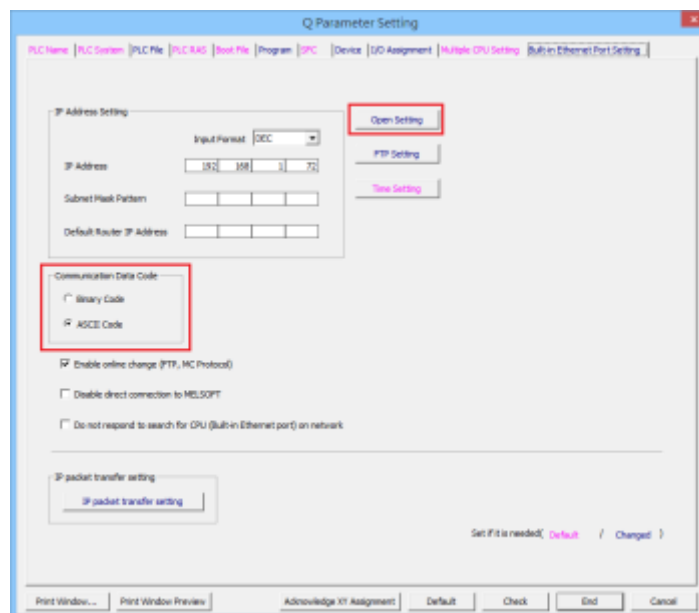 Q Parameter Setting
PLC Name PLC System PLC File PLC RAS Boot File Program SFC Device I/O Assignment Multiple CPU Setting Built-in Ethernet Port Setting
IP Address Setting
Input Format DEC
IP Address 192 168 1 72
Subnet Mask Pattern
Default Router IP Address
Open Setting
FTP Setting
Time Setting
Communication Data Code
Binary Code
ASCII Code
Enable online change (FTP, MC Protocol)
Disable direct connection to MELSOFT
Do not respond to search for CPU (Built-in Ethernet port) on network
IP packet transfer setting
IP packet transfer setting
Set if it is needed( Default / Changed )
Print Window... Print Window Preview Acknowledge XY Assignment Default Check End Cancel